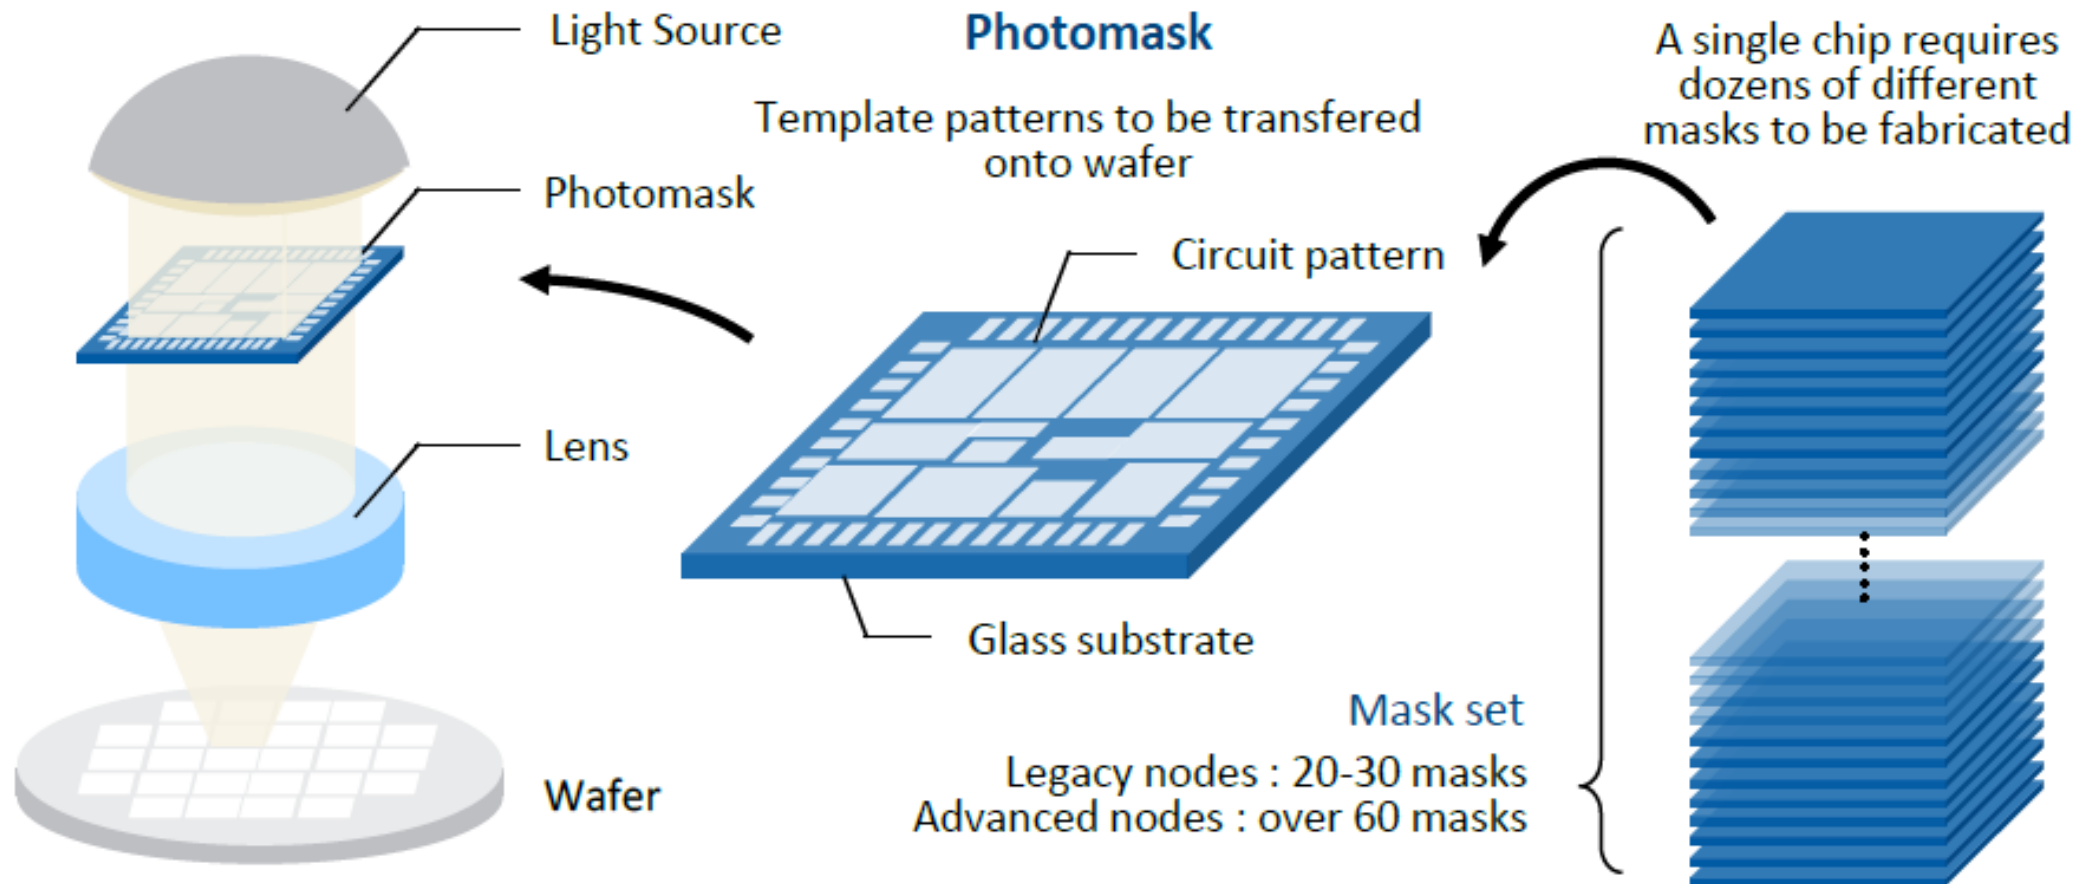 Light Source
Photomask
Lens
Wafer
Photomask
Template patterns to be transfered
onto wafer
Circuit pattern
Glass substrate
Mask set
Legacy nodes : 20-30 masks
Advanced nodes : over 60 masks
A single chip requires
dozens of different
masks to be fabricated